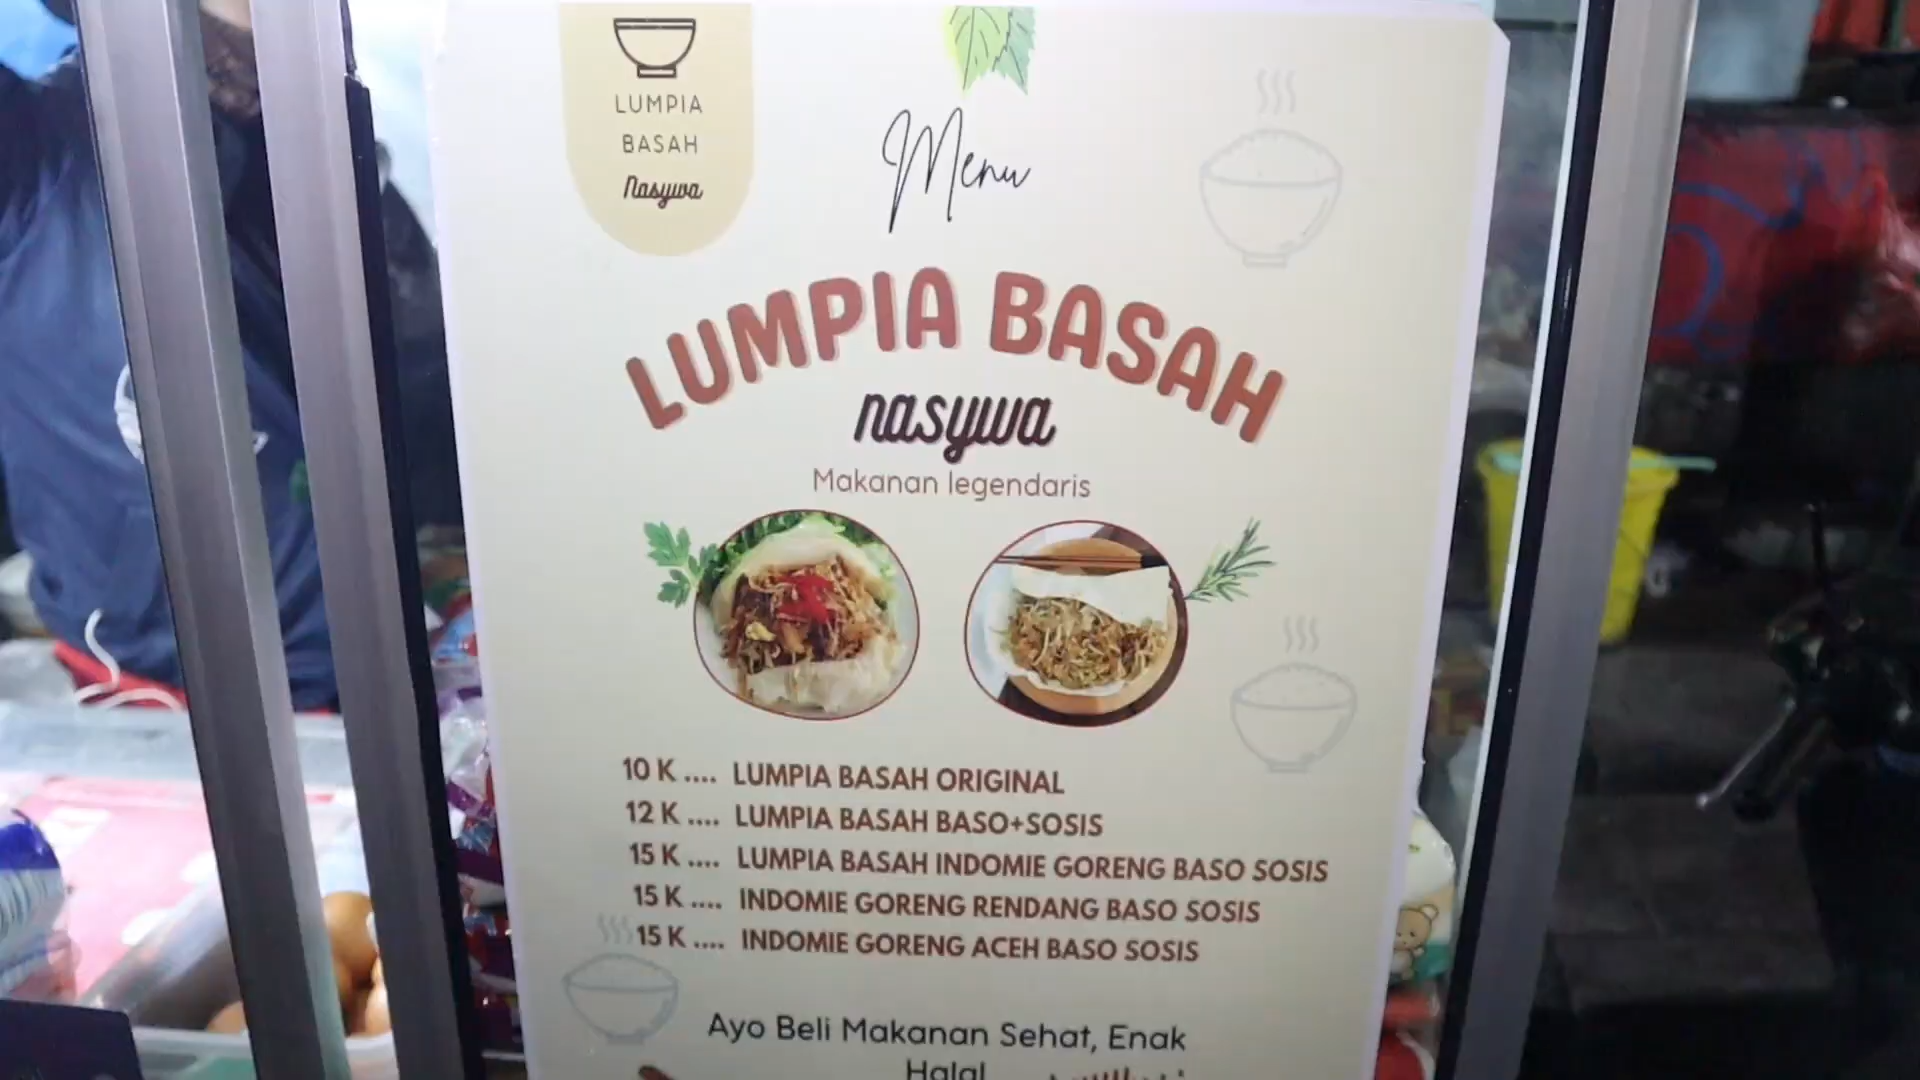 LUMPIA
BASAH
Nasywa
Menu
LUMPIA BASAH
nasywa
Makanan legendaris
10 K .... LUMPIA BASAH ORIGINAL
12 K .... LUMPIA BASAH BASO+SOSIS
15 K .... LUMPIA BASAH INDOMIE GORENG BASO SOSIS
15 K .... INDOMIE GORENG RENDANG BASO SOSIS
15 K .... INDOMIE GORENG ACEH BASO SOSIS
Ayo Beli Makanan Sehat, Enak
Halal